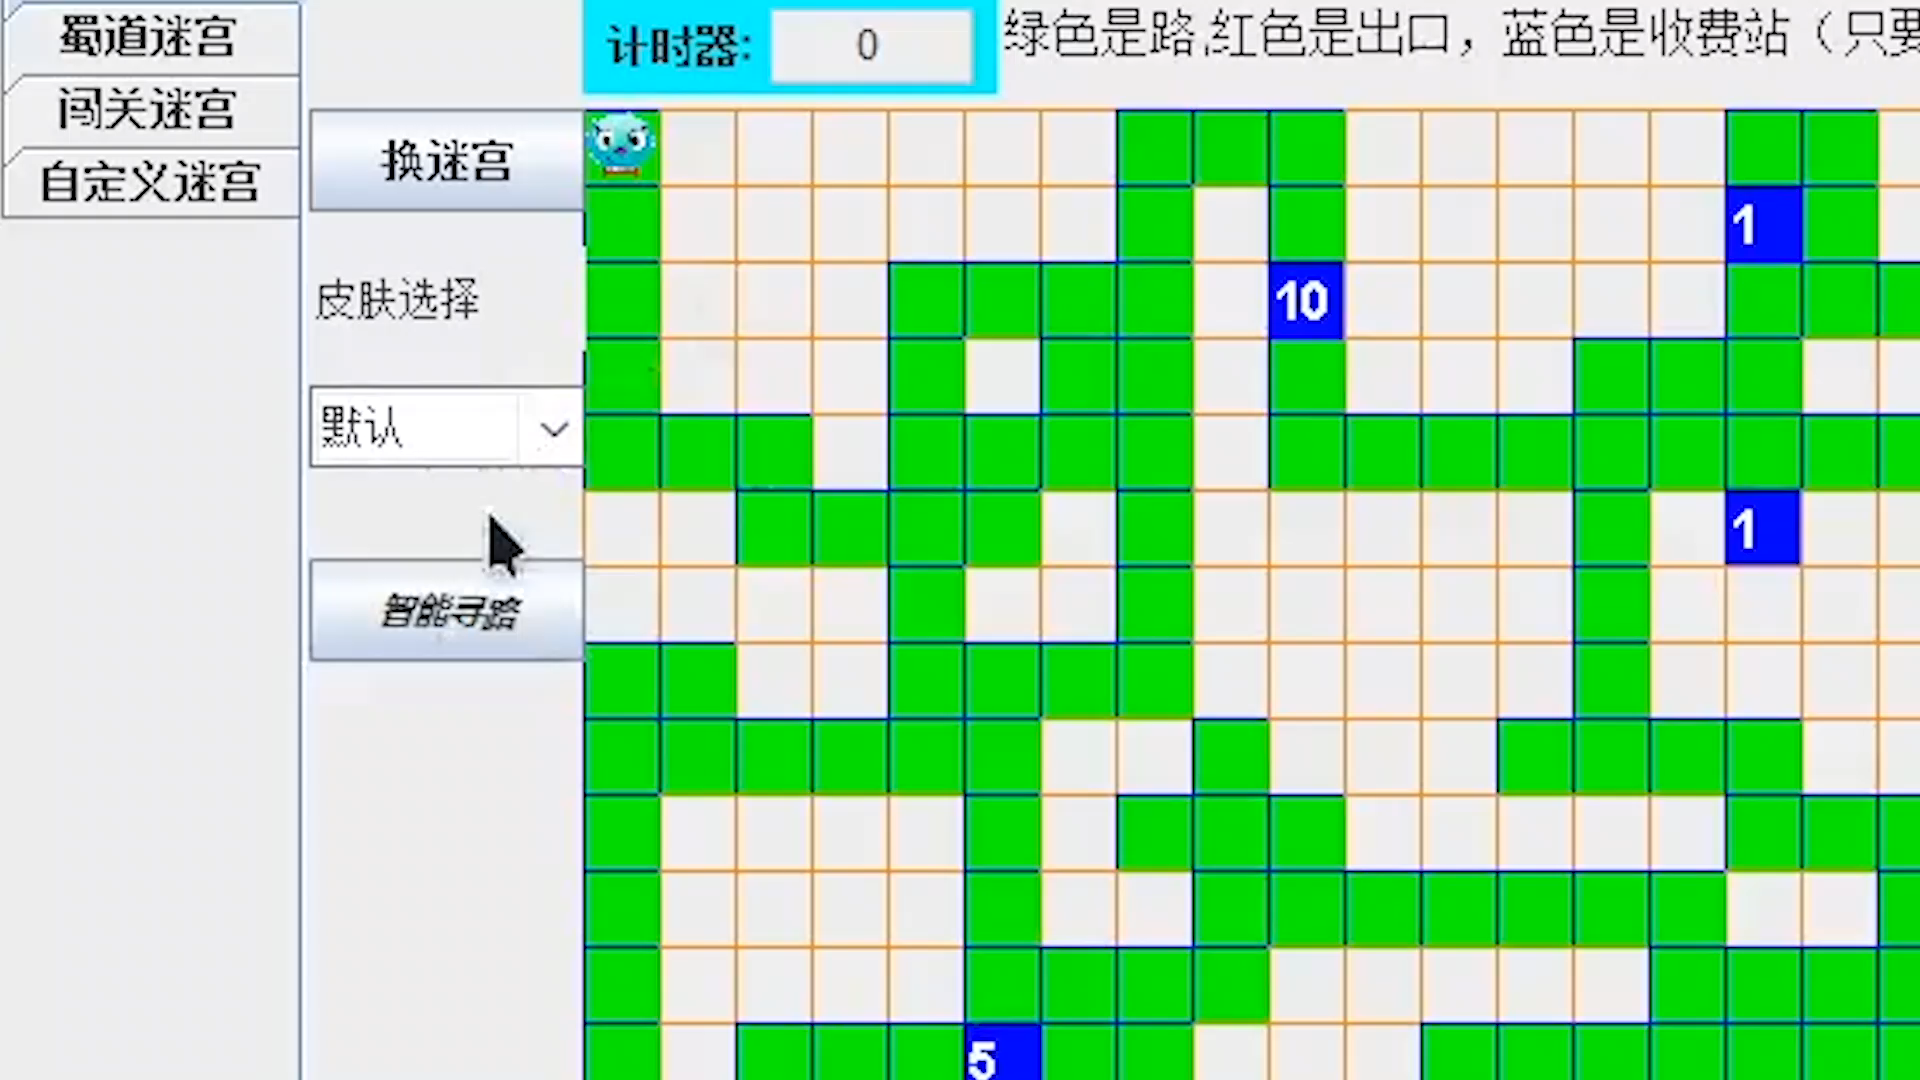 蜀道迷宫
闯关迷宫
自定义迷宫
换迷宫
皮肤选择
默认
智能寻路
计时器: 0
绿色是路,红色是出口，蓝色是收费站（只要
1
10
1
5